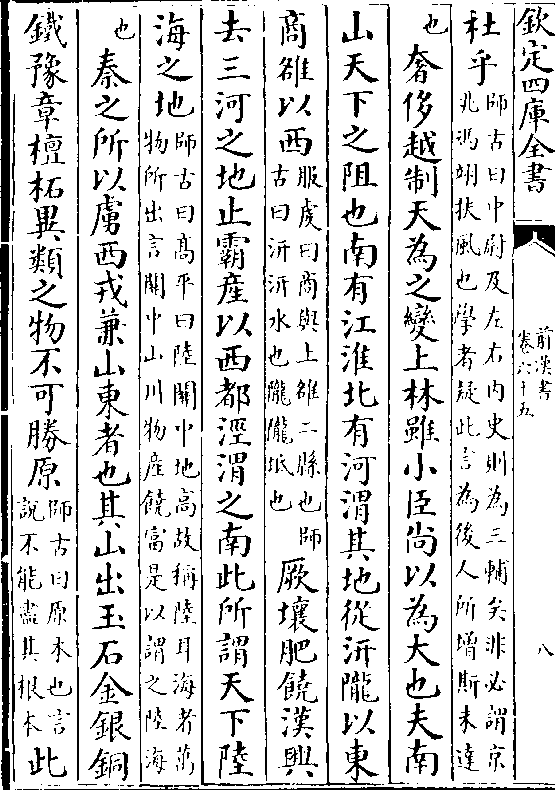 欽定四庫全書
前漢書
卷六十五
八
杜乎師古曰中尉及左右内史則為三輔矣非必謂京兆馮翊扶風也學者疑此言為後人所增斯未達
也奢侈越制天為之變上林雖小臣尚以為大也夫南
山天下之阻也南有江淮北有河渭其地從汧隴以東
商雒以西服虔曰商與上雒二縣也師古曰汧汧水也隴隴坻也厥壤肥饒漢興
去三河之地止霸產以西都涇渭之南此所謂天下陸
海之地師古曰高平曰陸關中地高故稱陸耳海者萬物所出言關中山川物產饒富是以謂之陸海
也秦之所以虜西戎兼山東者也其山出玉石金銀銅
鐵豫章檀柘異類之物不可勝原師古曰原本也言說不能盡其根本此